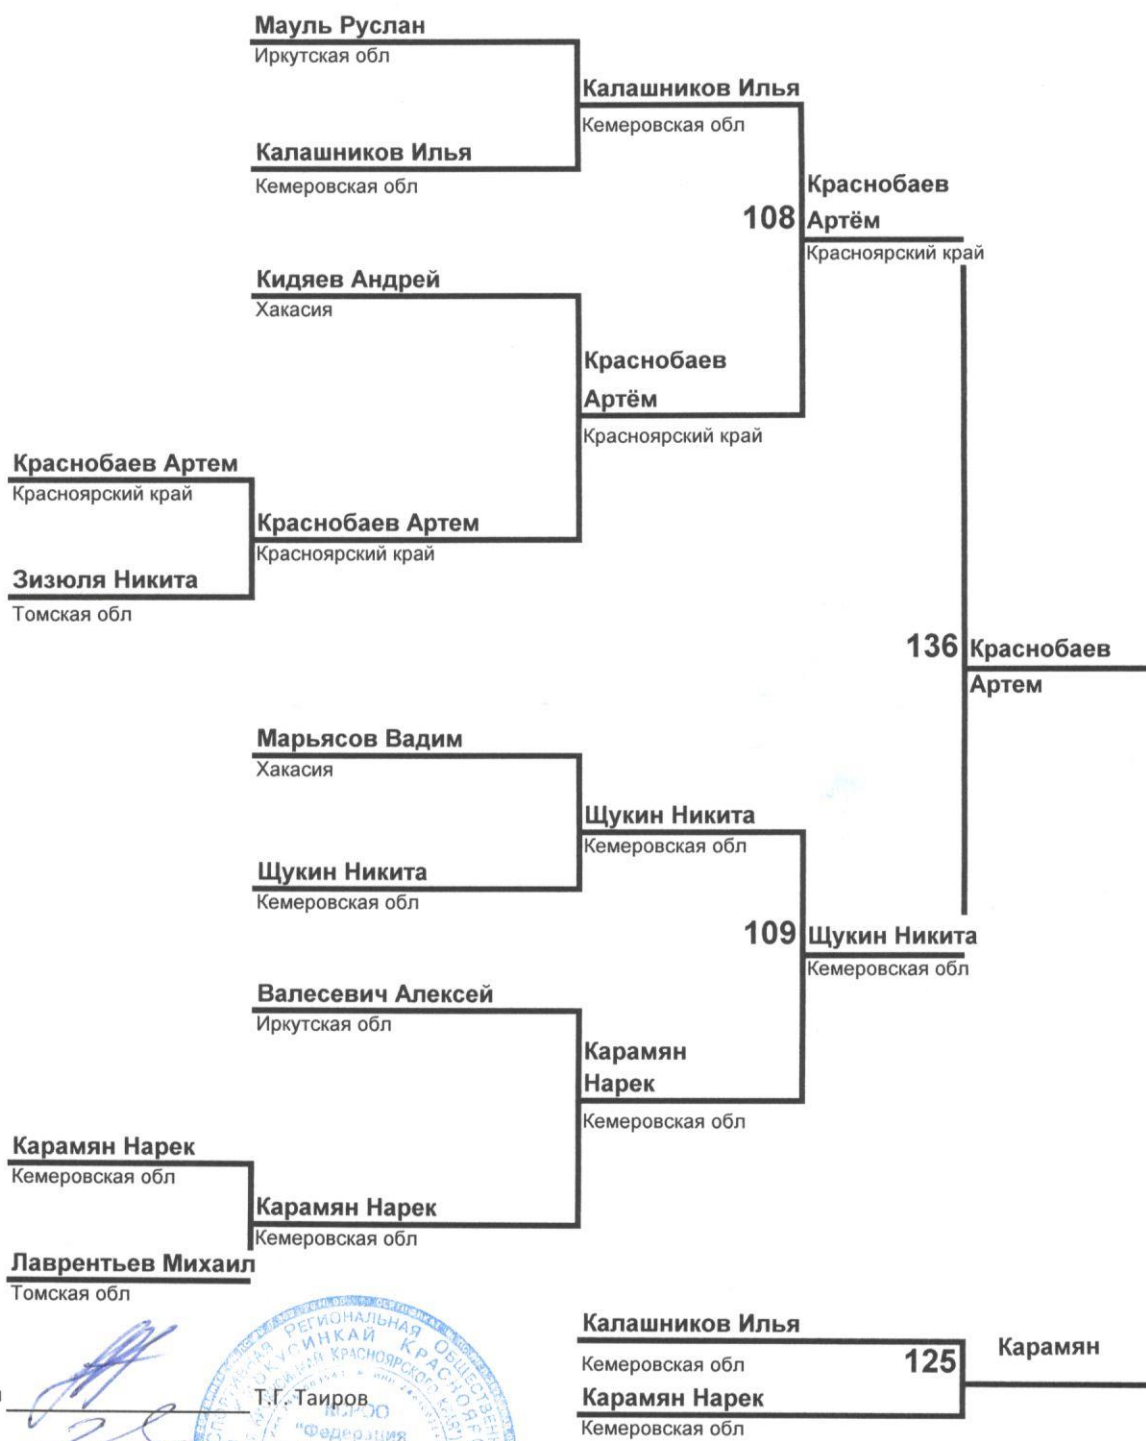 Мауль Руслан
Иркутская обл
Калашников Илья
Кемеровская обл
Калашников Илья
Кемеровская обл
Краснобаев
108 Артём
Красноярский край
Кидяев Андрей
Хакасия
Краснобаев
Артём
Красноярский край
Краснобаев Артем
Красноярский край
Краснобаев Артем
Красноярский край
Зизюля Никита
Томская обл
136 Краснобаев
Артем
Марьясов Вадим
Хакасия
Щукин Никита
Кемеровская обл
Щукин Никита
Кемеровская обл
109 Щукин Никита
Кемеровская обл
Валесевич Алексей
Иркутская обл
Карамян
Нарек
Кемеровская обл
Карамян Нарек
Кемеровская обл
Карамян Нарек
Кемеровская обл
Лаврентьев Михаил
Томская обл
Калашников Илья
Кемеровская обл
125 Карамян
Карамян Нарек
Кемеровская обл
Т.Г. Таиров
РЕГИОНАЛЬНАЯ
"Федерация